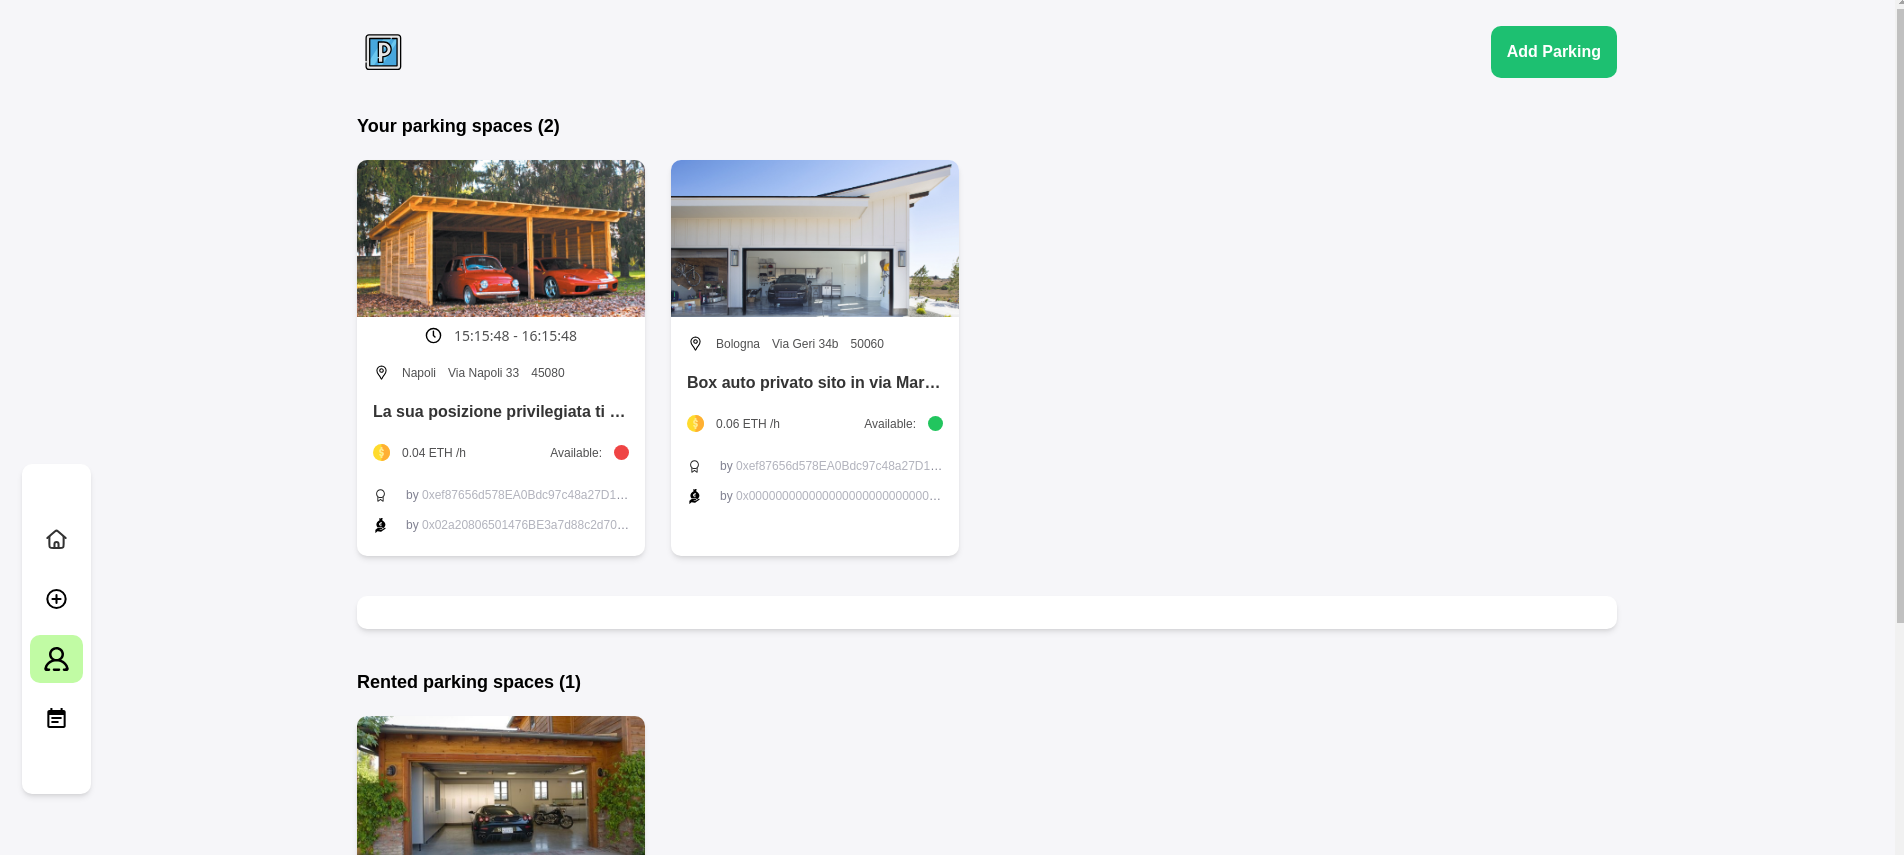 P
Add Parking
Your parking spaces (2)
15:15:48 - 16:15:48
Napoli Via Napoli 33 45080
La sua posizione privilegiata ti ...
0.04 ETH /h Available:
by 0xef87656d578EA0Bdc97c48a27D1...
by 0x02a20806501476BE3a7d88c2d70...
Bologna Via Geri 34b 50060
Box auto privato sito in via Mar...
0.06 ETH /h Available:
by 0xef87656d578EA0Bdc97c48a27D1...
by 0x000000000000000000000000000...
Rented parking spaces (1)